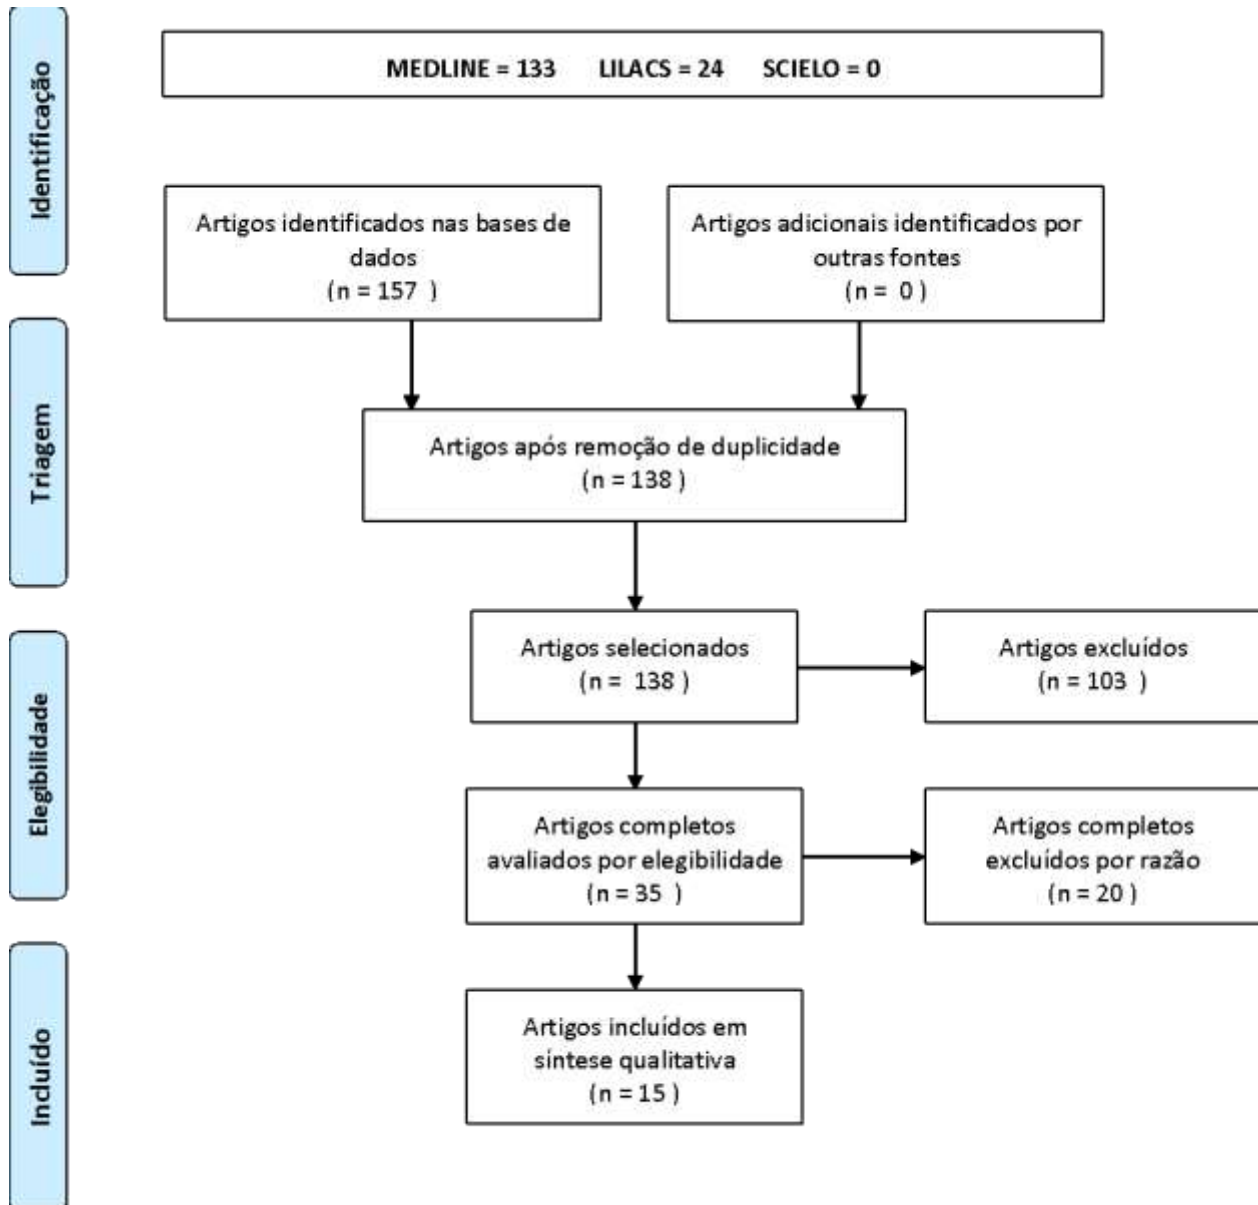 Identificação
MEDLINE = 133 LILACS = 24 SCIELO = 0
Artigos identificados nas bases de
dados
(n = 157 )
Artigos adicionais identificados por
outras fontes
(n = 0 )
Triagem
Artigos após remoção de duplicidade
(n = 138 )
Elegibilidade
Artigos selecionados
(n = 138 )
Artigos excluídos
(n = 103 )
Artigos completos
avaliados por elegibilidade
(n = 35 )
Artigos completos
excluídos por razão
(n = 20 )
Incluído
Artigos incluídos em
síntese qualitativa
(n = 15 )